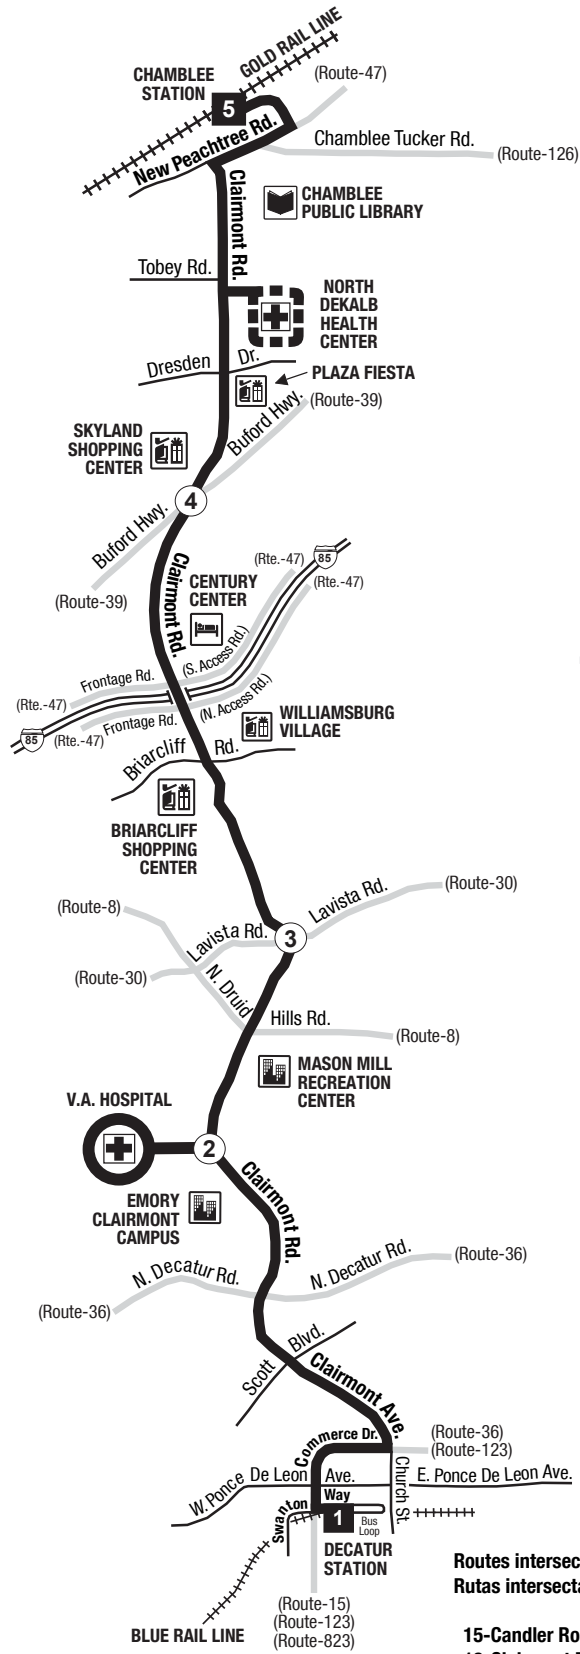 GOLD RAIL LINE
CHAMBLEE
STATION
5
(Route-47)
New Peachtree Rd.
Chamblee Tucker Rd.
(Route-126)
Clairmont Rd.
CHAMBLEE
PUBLIC LIBRARY
Tobey Rd.
NORTH
DEKALB
HEALTH
CENTER
Dresden Dr.
PLAZA FIESTA
(Route-39)
Buford Hwy.
SKYLAND
SHOPPING
CENTER
4
Buford Hwy.
(Route-39)
Clairmont Rd.
CENTURY
CENTER
(Rte.-47)
85
(Rte.-47)
(S. Access Rd.)
Frontage Rd.
(Rte.-47)
(N. Access Rd.)
Frontage Rd.
85
(Rte.-47)
WILLIAMSBURG
VILLAGE
Briarcliff Rd.
BRIARCLIFF
SHOPPING
CENTER
(Route-8)
Lavista Rd.
(Route-30)
3
Lavista Rd.
(Route-30)
N. Druid
Hills Rd.
(Route-8)
MASON MILL
RECREATION
CENTER
V.A. HOSPITAL
2
EMORY
CLAIRMONT
CAMPUS
Clairmont Rd.
N. Decatur Rd.
N. Decatur Rd.
(Route-36)
(Route-36)
Scott Blvd.
Clairmont Ave.
Commerce Dr.
(Route-36)
(Route-123)
W. Ponce De Leon Ave.
Church St.
E. Ponce De Leon Ave.
Swanton Way
1
Bus
Loop
DECATUR
STATION
(Route-15)
(Route-123)
(Route-823)
BLUE RAIL LINE
Routes intersec
Rutas intersecta
15-Candler Ro